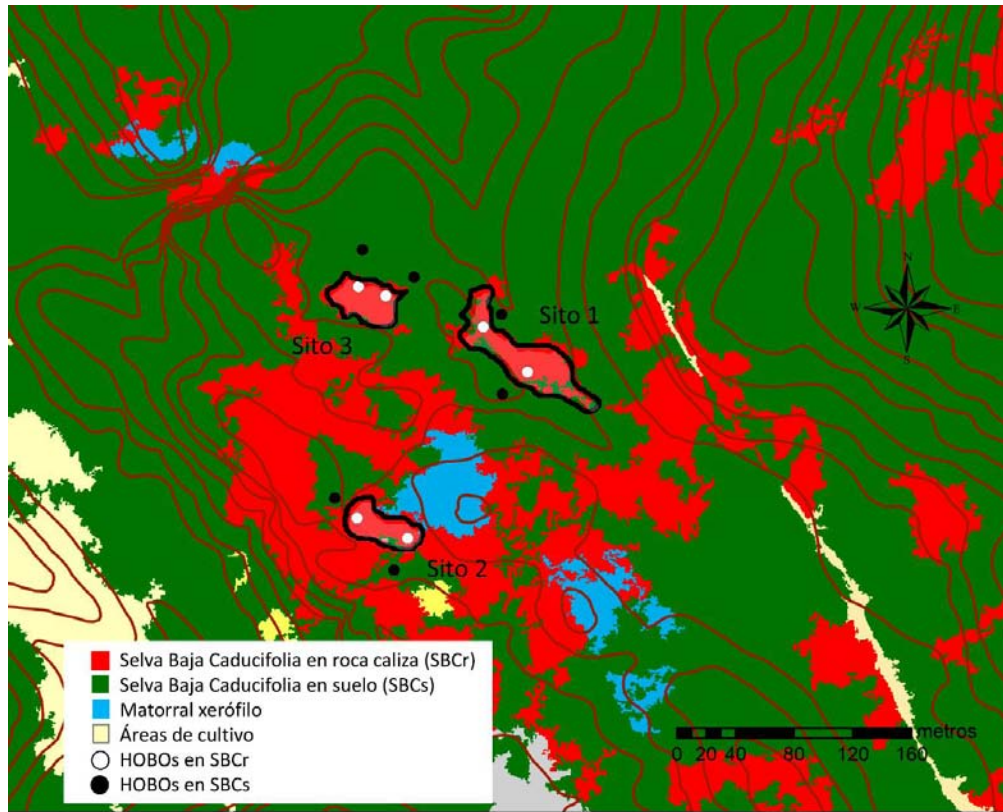 N
W E
S
Sito 1
Sito 3
Sito 2
Selva Baja Caducifolia en roca caliza (SBCr)
Selva Baja Caducifolia en suelo (SBCs)
Matorral xerófilo
Áreas de cultivo
HOBOs en SBCr
HOBOs en SBCs
metros
0 20 40 80 120 160